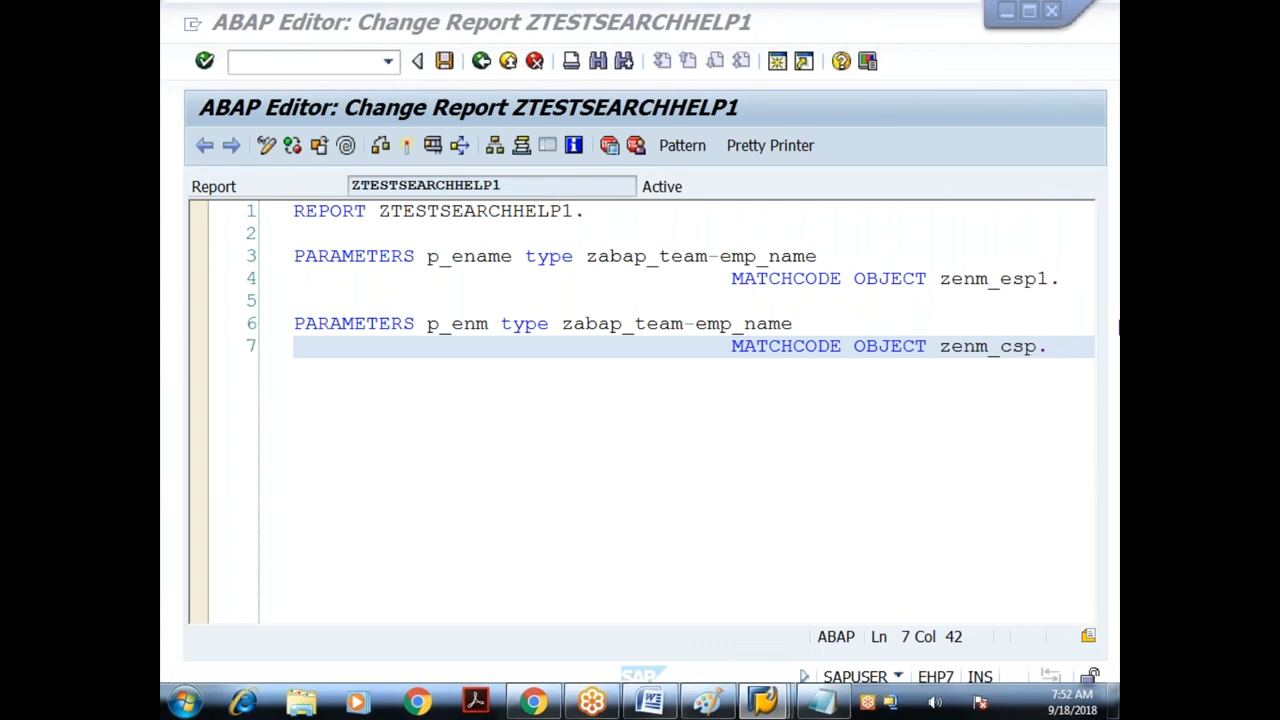 ABAP Editor: Change Report ZTESTSEARCHHELP1
ABAP Editor: Change Report ZTESTSEARCHHELP1
Pattern Pretty Printer
Report ZTESTSEARCHHELP1 Active
1 REPORT ZTESTSEARCHHELP1.
2
3 PARAMETERS p_ename type zabap_team-emp_name
4 MATCHCODE OBJECT zenm_esp1.
5
6 PARAMETERS p_enm type zabap_team-emp_name
7 MATCHCODE OBJECT zenm_csp.
ABAP Ln 7 Col 42
SAP
SAPUSER EHP7 INS
7:52 AM
9/18/2018